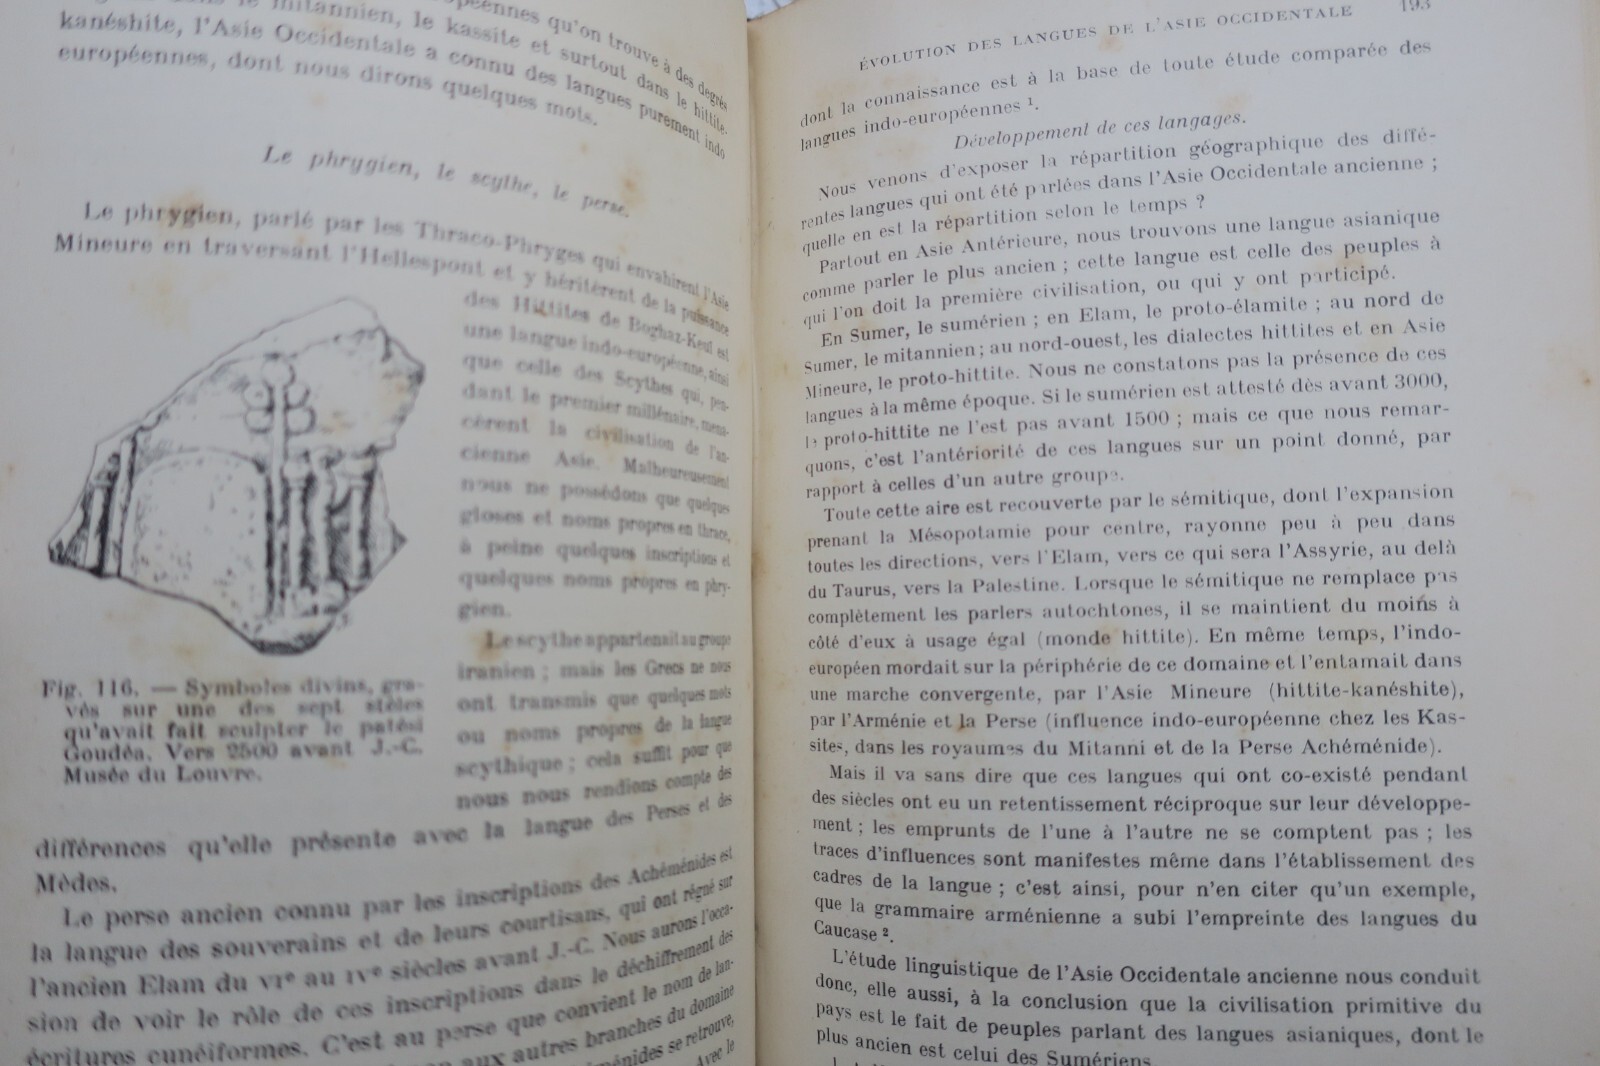 mitannien, le kassite et surtout dans le hittite-
kanéshite, l'Asie Occidentale a connu des langues purement indo
européennes, dont nous dirons quelques mots.
Le phrygien, le scythe, le perse.
Le phrygien, parlé par les Thraco-Phryges qui envahirent l'Asie
Mineure en traversant l'Hellespont et y héritèrent de la puissance
des Hittites de Boghaz-Keui est
une langue indo-européenne, ainsi
que celle des Scythes qui, pen-
dant le premier millénaire, mena-
cèrent la civilisation de l'an-
cienne Asie. Malheureusement
nous ne possédons que quelques
gloses et noms propres en thrace,
à peine quelques inscriptions et
quelques noms propres en phry-
gien.
Le scythe appartenait au groupe
iranien ; mais les Grecs ne nous
ont transmis que quelques mots
ou noms propres de la langue
scythique ; cela suffit pour que
nous nous rendions compte des
différences qu'elle présente avec la langue des Perses et des
Mèdes.
Fig. 116. — Symboles divins, gra-
vés sur une des sept stèles
qu'avait fait sculpter le patési
Goudéa. Vers 2500 avant J.-C.
Musée du Louvre.
Le perse ancien connu par les inscriptions des Achéménides est
la langue des souverains et de leurs courtisans, qui ont régné sur
l'ancien Elam du VIe au IVe siècles avant J.-C. Nous aurons l'occa-
sion de voir le rôle de ces inscriptions dans le déchiffrement des
écritures cunéiformes. C'est au perse que convient le nom de lan-
aux autres branches du domaine
se retrouve,
Avec le
ÉVOLUTION DES LANGUES DE L'ASIE OCCIDENTALE 193
dont la connaissance est à la base de toute étude comparée des
langues indo-européennes 1.
Développement de ces langages.
Nous venons d'exposer la répartition géographique des diffé-
rentes langues qui ont été parlées dans l'Asie Occidentale ancienne ;
quelle en est la répartition selon le temps ?
Partout en Asie Antérieure, nous trouvons une langue asianique
comme parler le plus ancien ; cette langue est celle des peuples à
qui l'on doit la première civilisation, ou qui y ont participé.
En Sumer, le sumérien ; en Elam, le proto-élamite ; au nord de
Sumer, le mitannien ; au nord-ouest, les dialectes hittites et en Asie
Mineure, le proto-hittite. Nous ne constatons pas la présence de ces
langues à la même époque. Si le sumérien est attesté dès avant 3000,
le proto-hittite ne l'est pas avant 1500 ; mais ce que nous remar-
quons, c'est l'antériorité de ces langues sur un point donné, par
rapport à celles d'un autre groupe.
Toute cette aire est recouverte par le sémitique, dont l'expansion
prenant la Mésopotamie pour centre, rayonne peu à peu dans
toutes les directions, vers l'Elam, vers ce qui sera l'Assyrie, au delà
du Taurus, vers la Palestine. Lorsque le sémitique ne remplace pas
complètement les parlers autochtones, il se maintient du moins à
côté d'eux à usage égal (monde hittite). En même temps, l'indo-
européen mordait sur la périphérie de ce domaine et l'entamait dans
une marche convergente, par l'Asie Mineure (hittite-kanéshite),
par l'Arménie et la Perse (influence indo-européenne chez les Kas-
sites, dans les royaumes du Mitanni et de la Perse Achéménide).
Mais il va sans dire que ces langues qui ont co-existé pendant
des siècles ont eu un retentissement réciproque sur leur développe-
ment ; les emprunts de l'une à l'autre ne se comptent pas ; les
traces d'influences sont manifestes même dans l'établissement des
cadres de la langue ; c'est ainsi, pour n'en citer qu'un exemple,
que la grammaire arménienne a subi l'empreinte des langues du
Caucase 2.
L'étude linguistique de l'Asie Occidentale ancienne nous conduit
donc, elle aussi, à la conclusion que la civilisation primitive du
pays est le fait de peuples parlant des langues asianiques, dont le
plus ancien est celui des Sumériens.